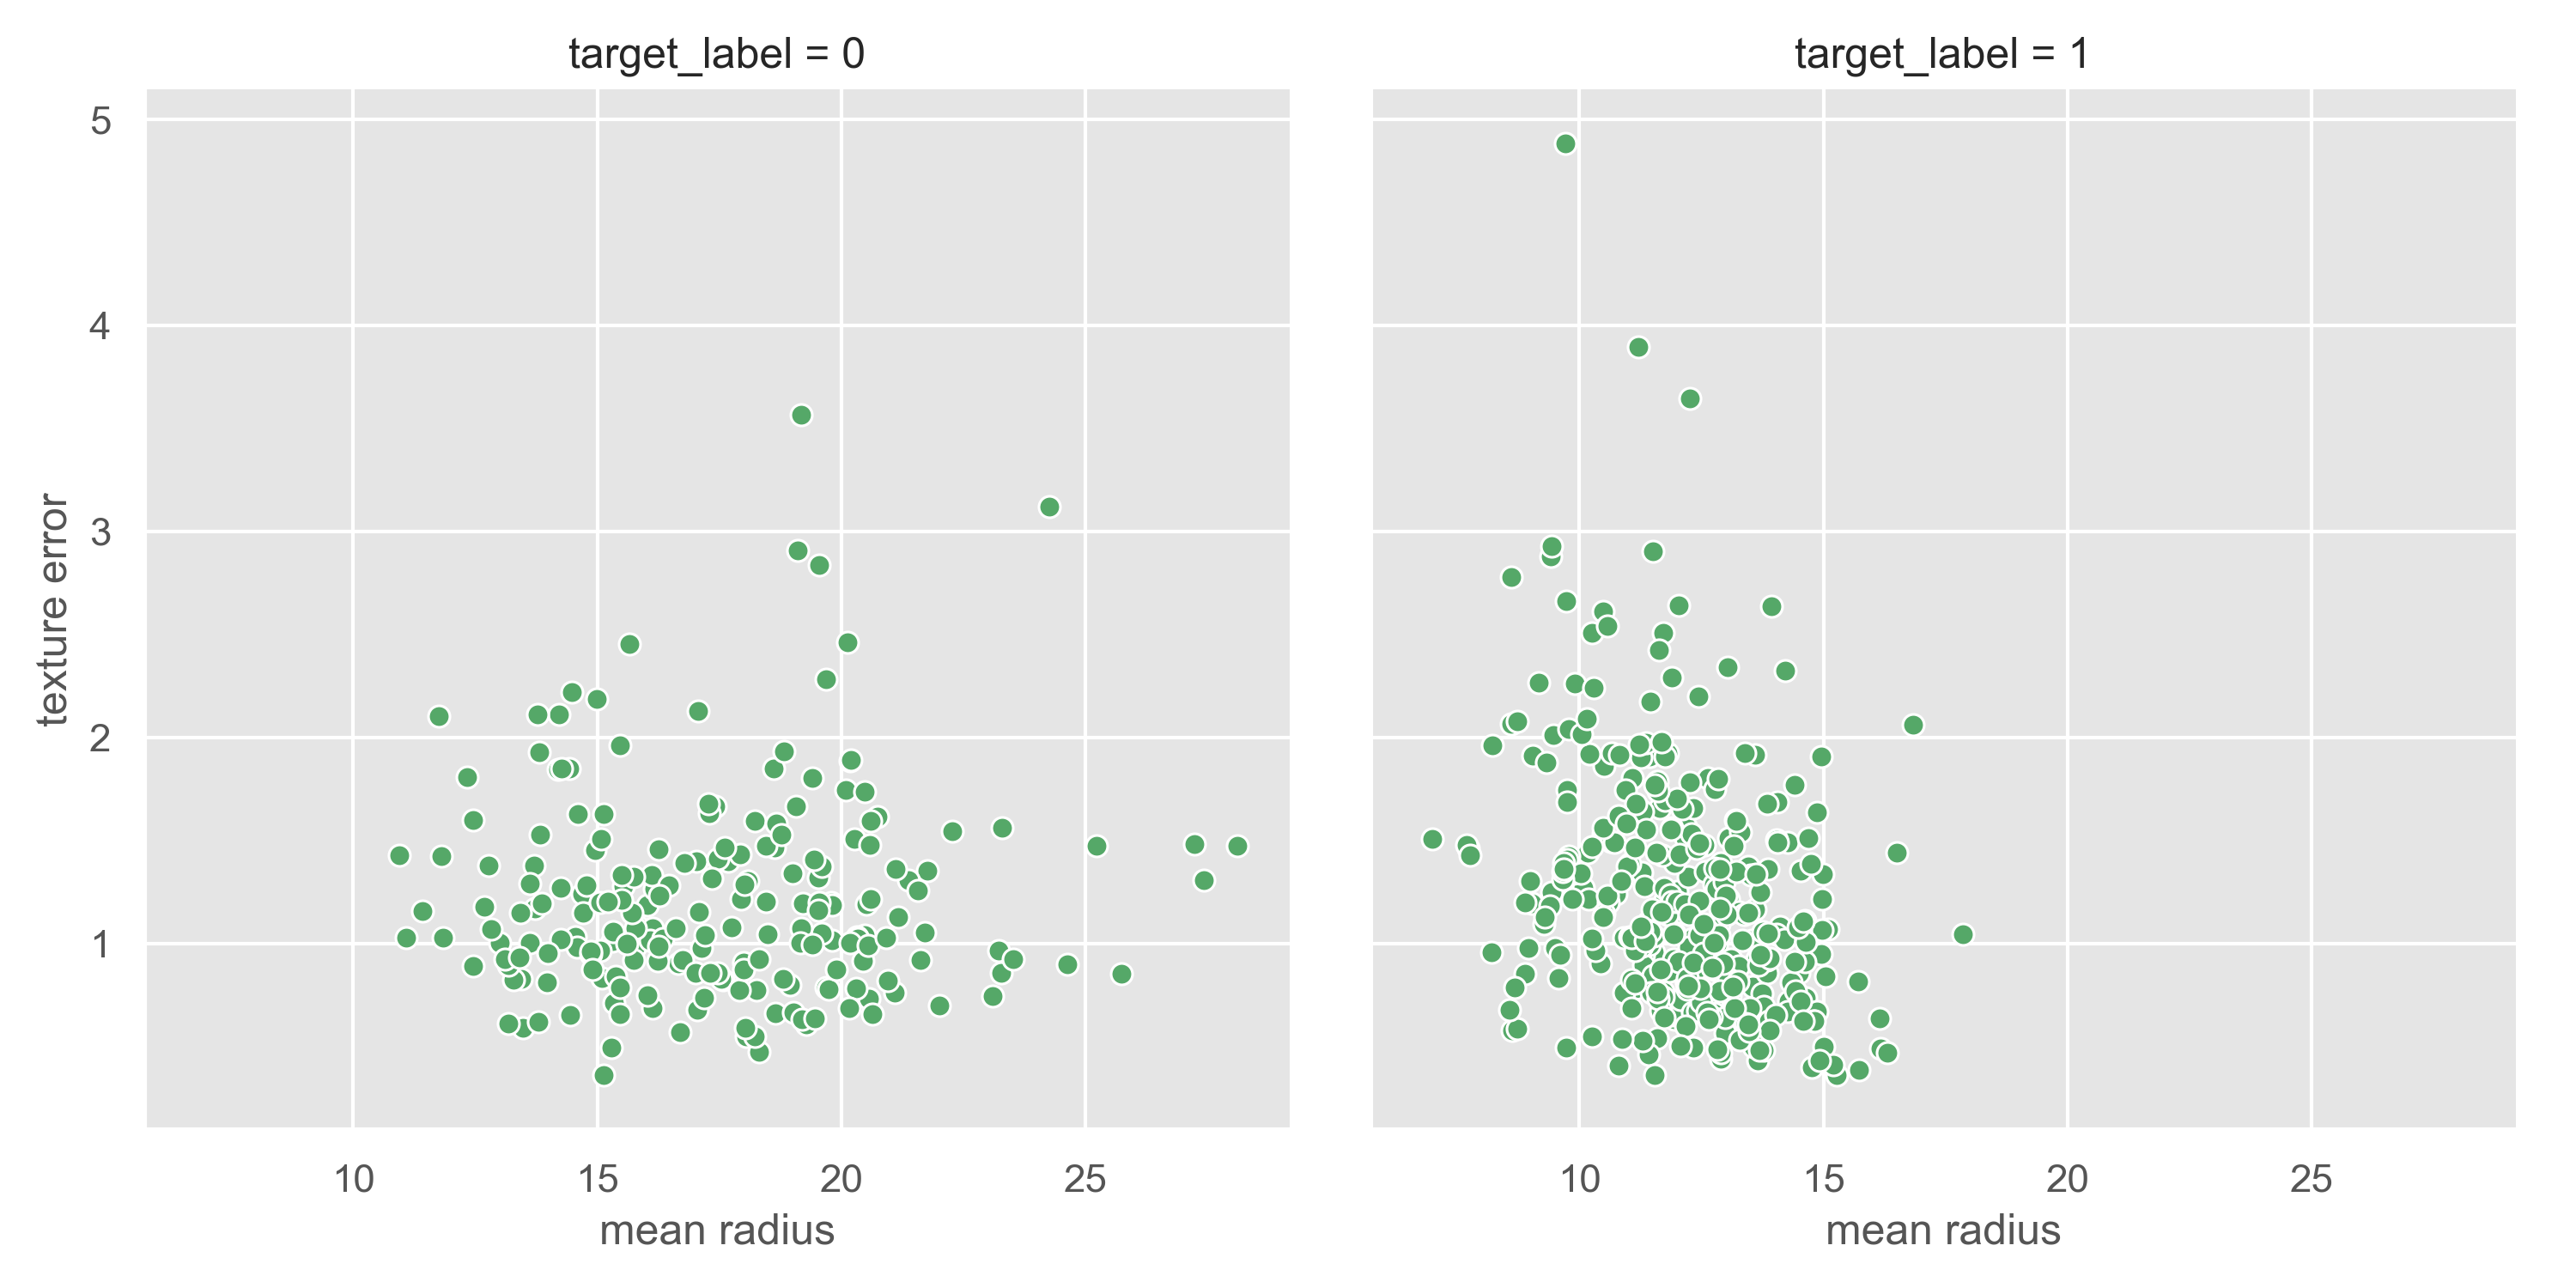 target_label = 0
target_label = 1
5
4
3
2
1
texture error
10 15 20 25
10 15 20 25
mean radius
mean radius